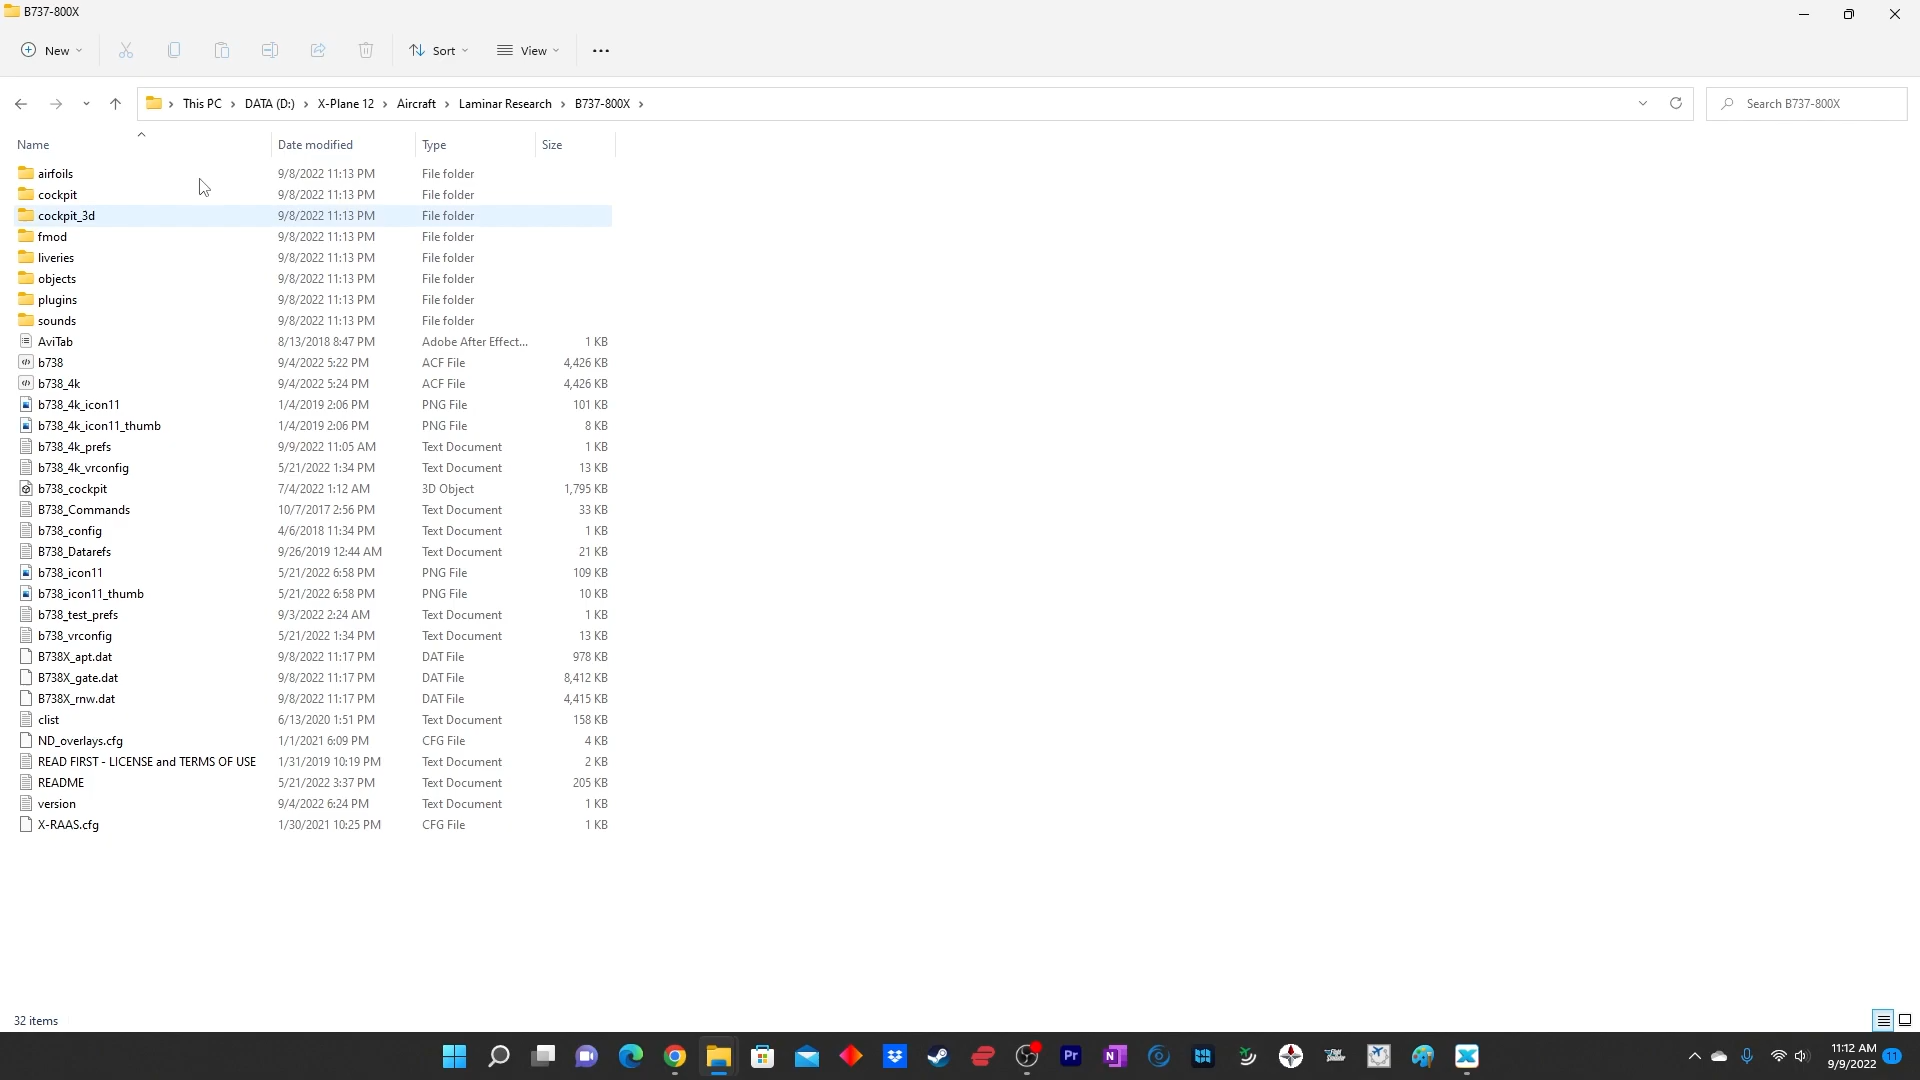 B737-800X
New Sort View
This PC DATA (D:) X-Plane 12 Aircraft Laminar Research B737-800X Search B737-800X
Name Date modified Type Size
airfoils 9/8/2022 11:13 PM File folder
cockpit 9/8/2022 11:13 PM File folder
cockpit_3d 9/8/2022 11:13 PM File folder
fmod 9/8/2022 11:13 PM File folder
liveries 9/8/2022 11:13 PM File folder
objects 9/8/2022 11:13 PM File folder
plugins 9/8/2022 11:13 PM File folder
sounds 9/8/2022 11:13 PM File folder
AviTab 8/13/2018 8:47 PM Adobe After Effect... 1 KB
b738 9/4/2022 5:22 PM ACF File 4,426 KB
b738_4k 9/4/2022 5:24 PM ACF File 4,426 KB
b738_4k_icon11 1/4/2019 2:06 PM PNG File 101 KB
b738_4k_icon11_thumb 1/4/2019 2:06 PM PNG File 8 KB
b738_4k_prefs 9/9/2022 11:05 AM Text Document 1 KB
b738_4k_vrconfig 5/21/2022 1:34 PM Text Document 13 KB
b738_cockpit 7/4/2022 1:12 AM 3D Object 1,795 KB
B738_Commands 10/7/2017 2:56 PM Text Document 33 KB
b738_config 4/6/2018 11:34 PM Text Document 1 KB
B738_Datarefs 9/26/2019 12:44 AM Text Document 21 KB
b738_icon11 5/21/2022 6:58 PM PNG File 109 KB
b738_icon11_thumb 5/21/2022 6:58 PM PNG File 10 KB
b738_test_prefs 9/3/2022 2:24 AM Text Document 1 KB
b738_vrconfig 5/21/2022 1:34 PM Text Document 13 KB
B738X_apt.dat 9/8/2022 11:17 PM DAT File 978 KB
B738X_gate.dat 9/8/2022 11:17 PM DAT File 8,412 KB
B738X_rnw.dat 9/8/2022 11:17 PM DAT File 4,415 KB
clist 6/13/2020 1:51 PM Text Document 158 KB
ND_overlays.cfg 1/1/2021 6:09 PM CFG File 4 KB
READ FIRST - LICENSE and TERMS OF USE 1/31/2019 10:19 PM Text Document 2 KB
README 5/21/2022 3:37 PM Text Document 205 KB
version 9/4/2022 6:24 PM Text Document 1 KB
X-RAAS.cfg 1/30/2021 10:25 PM CFG File 1 KB
32 items
Pr N 11:12 AM 11
9/9/2022